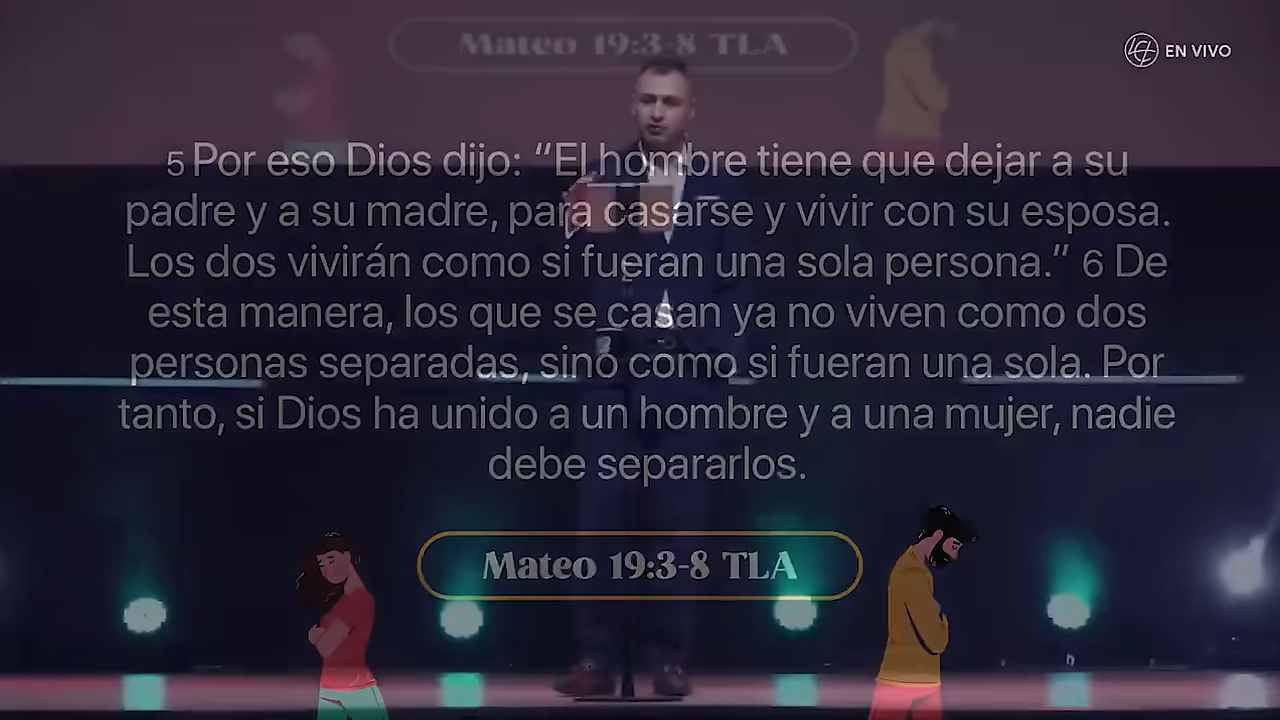 Mateo 19:3-8 TLA
EN VIVO
5 Por eso Dios dijo: “El hombre tiene que dejar a su
padre y a su madre, para casarse y vivir con su esposa.
Los dos vivirán como si fueran una sola persona.” 6 De
esta manera, los que se casan ya no viven como dos
personas separadas, sino como si fueran una sola. Por
tanto, si Dios ha unido a un hombre y a una mujer, nadie
debe separarlos.
Mateo 19:3-8 TLA